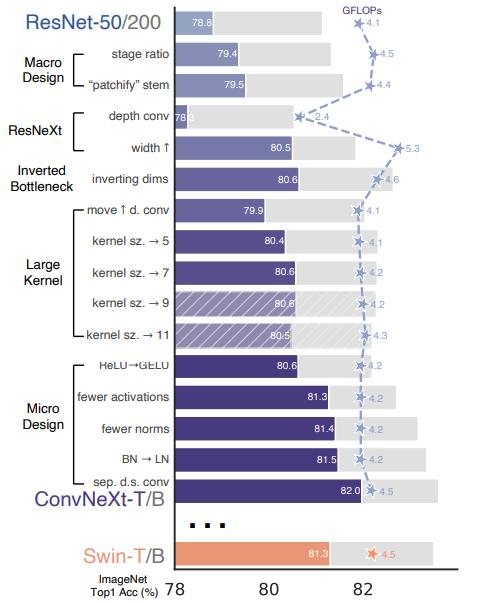 GFLOPs
ResNet-50/200 78.8 4.1
Macro Design
stage ratio 79.4 4.5
"patchify" stem 79.5 4.4
ResNeXt
depth conv 78.3 2.4
width ↑ 80.5 5.3
Inverted Bottleneck
inverting dims 80.6 4.6
Large Kernel
move ↑ d. conv 79.9 4.1
kernel sz. → 5 80.4 4.1
kernel sz. → 7 80.6 4.2
kernel sz. → 9 80.6 4.2
kernel sz. → 11 80.5 4.3
Micro Design
ReLU→GELU 80.6 4.2
fewer activations 81.3 4.2
fewer norms 81.4 4.2
BN → LN 81.5 4.2
sep. d.s. conv
ConvNeXt-T/B 82.0 4.5
...
Swin-T/B 81.3 4.5
ImageNet Top1 Acc (%) 78 80 82